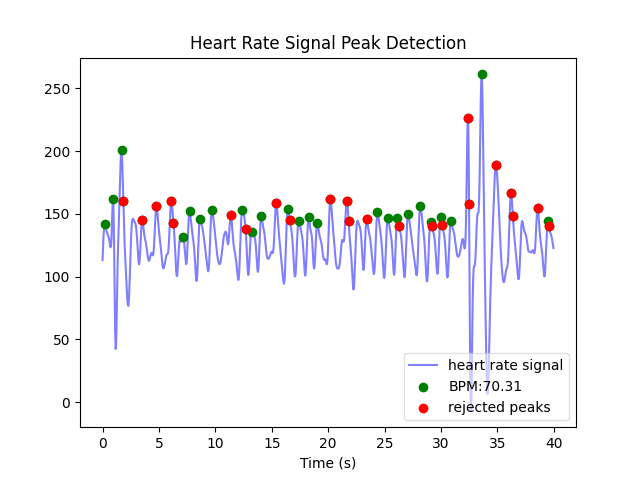 Heart Rate Signal Peak Detection
250
200
150
100
50
0
heart rate signal
BPM:70.31
rejected peaks
0 5 10 15 20 25 30 35 40
Time (s)